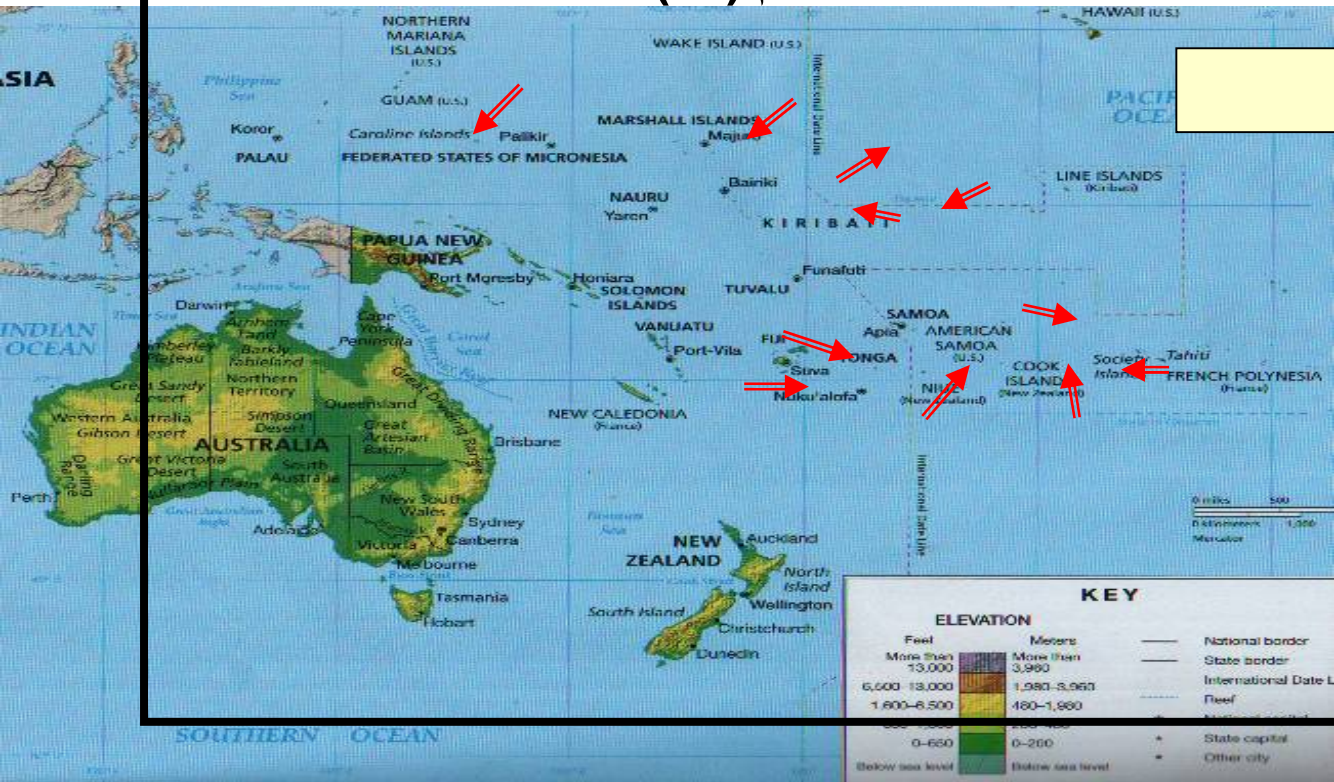 HAWAII (U.S.)
NORTHERN
MARIANA
ISLANDS
(U.S.)
WAKE ISLAND (U.S.)
ASIA
Philippine
Sea
International Date Line
PACIF
OCEA
GUAM (U.S.)
Koror
PALAU
Caroline Islands
Palikir
FEDERATED STATES OF MICRONESIA
MARSHALL ISLANDS
Majuro
LINE ISLANDS
(Kiribati)
Bairiki
NAURU
Yaren
KIRIBATI
PAPUA NEW
GUINEA
Port Moresby
Honiara
SOLOMON
ISLANDS
Funafuti
TUVALU
Arafura Sea
Darwin
Timor Sea
INDIAN
OCEAN
Arnhem
Land
Cape
York
Peninsula
Great Barrier Reef
Coral
Sea
VANUATU
Port-Vila
SAMOA
Apia
AMERICAN
SAMOA
(U.S.)
FIJI
Suva
TONGA
Nuku'alofa
NIUE
(New Zealand)
COOK
ISLANDS
(New Zealand)
Society
Islands
Tahiti
FRENCH POLYNESIA
(France)
Kimberley
Plateau
Barkly
Tableland
Great Sandy
Desert
Northern
Territory
Queensland
Great Dividing Range
Western Australia
Gibson Desert
Simpson
Desert
Great
Artesian
Basin
AUSTRALIA
NEW CALEDONIA
(France)
Brisbane
Great Victoria
Desert
South
Australia
Darling
Range
Nullarbor Plain
Perth
Great Australian
Bight
Adelaide
New South
Wales
Sydney
Canberra
Victoria
Melbourne
Bass Strait
Tasmania
Hobart
Tasman
Sea
International Date Line
0 miles 500
0 kilometers 1,000
Mercator
NEW
ZEALAND
Auckland
North
Island
Cook Strait
Wellington
South Island
Christchurch
Dunedin
SOUTHERN OCEAN
KEY
ELEVATION
Feet Meters
More than
13,000
More than
3,960
6,500–13,000 1,980–3,960
1,600–6,500 480–1,980
0–650 0–200
Below sea level Below sea level
National border
State border
International Date L
Reef
National capital
State capital
Other city